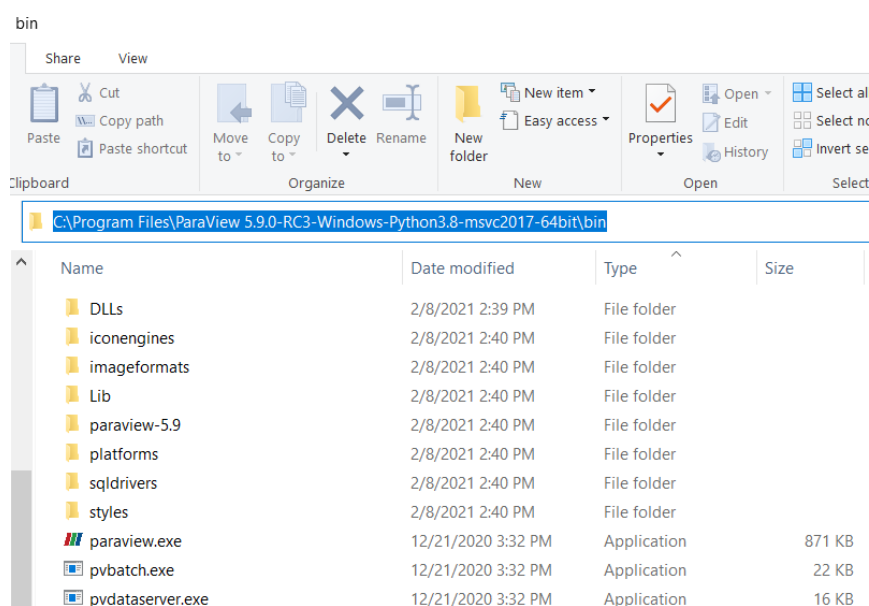 bin
Share View
Cut
Copy path
Paste shortcut
Paste
Move to
Copy to
Delete
Rename
New folder
New item
Easy access
Properties
Open
Edit
History
Select al
Select no
Invert se
Clipboard Organize New Open Select
C:\Program Files\ParaView 5.9.0-RC3-Windows-Python3.8-msvc2017-64bit\bin
Name Date modified Type Size
DLLs 2/8/2021 2:39 PM File folder
iconengines 2/8/2021 2:40 PM File folder
imageformats 2/8/2021 2:40 PM File folder
Lib 2/8/2021 2:40 PM File folder
paraview-5.9 2/8/2021 2:40 PM File folder
platforms 2/8/2021 2:40 PM File folder
sqldrivers 2/8/2021 2:40 PM File folder
styles 2/8/2021 2:40 PM File folder
paraview.exe 12/21/2020 3:32 PM Application 871 KB
pvbatch.exe 12/21/2020 3:32 PM Application 22 KB
pvdataserver.exe 12/21/2020 3:32 PM Application 16 KB